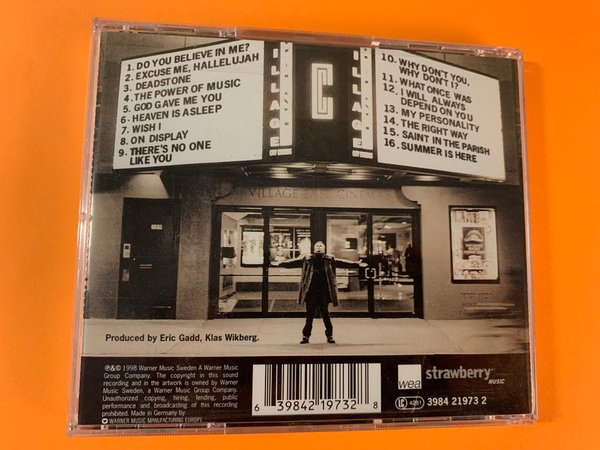 1. DO YOU BELIEVE IN ME?
2. EXCUSE ME, HALLELUJAH
3. DEADSTONE
4. THE POWER OF MUSIC
5. GOD GAVE ME YOU
6. HEAVEN IS ASLEEP
7. WISH I
8. ON DISPLAY
9. THERE'S NO ONE
LIKE YOU
ILLAGE
C
ILLAGE
10. WHY DON'T YOU,
WHY DON'T I?
11. WHAT ONCE WAS
12. I WILL ALWAYS
DEPEND ON YOU
13. MY PERSONALITY
14. THE RIGHT WAY
15. SAINT IN THE PARISH
16. SUMMER IS HERE
VILLAGE EAST CINEMAS
Produced by Eric Gadd, Klas Wikberg.
℗&© 1998 Warner Music Sweden A Warner Music
Group Company. The copyright in this sound
recording and in the artwork is owned by Warner
Music Sweden, a Warner Music Group Company.
Unauthorized copying, hiring, lending, public
performance and broadcasting of this recording
prohibited. Made in Germany by
WARNER MUSIC MANUFACTURING EUROPE
6 39842 19732 8
wea
strawberry
MUSIC
LC 4281 3984 21973 2